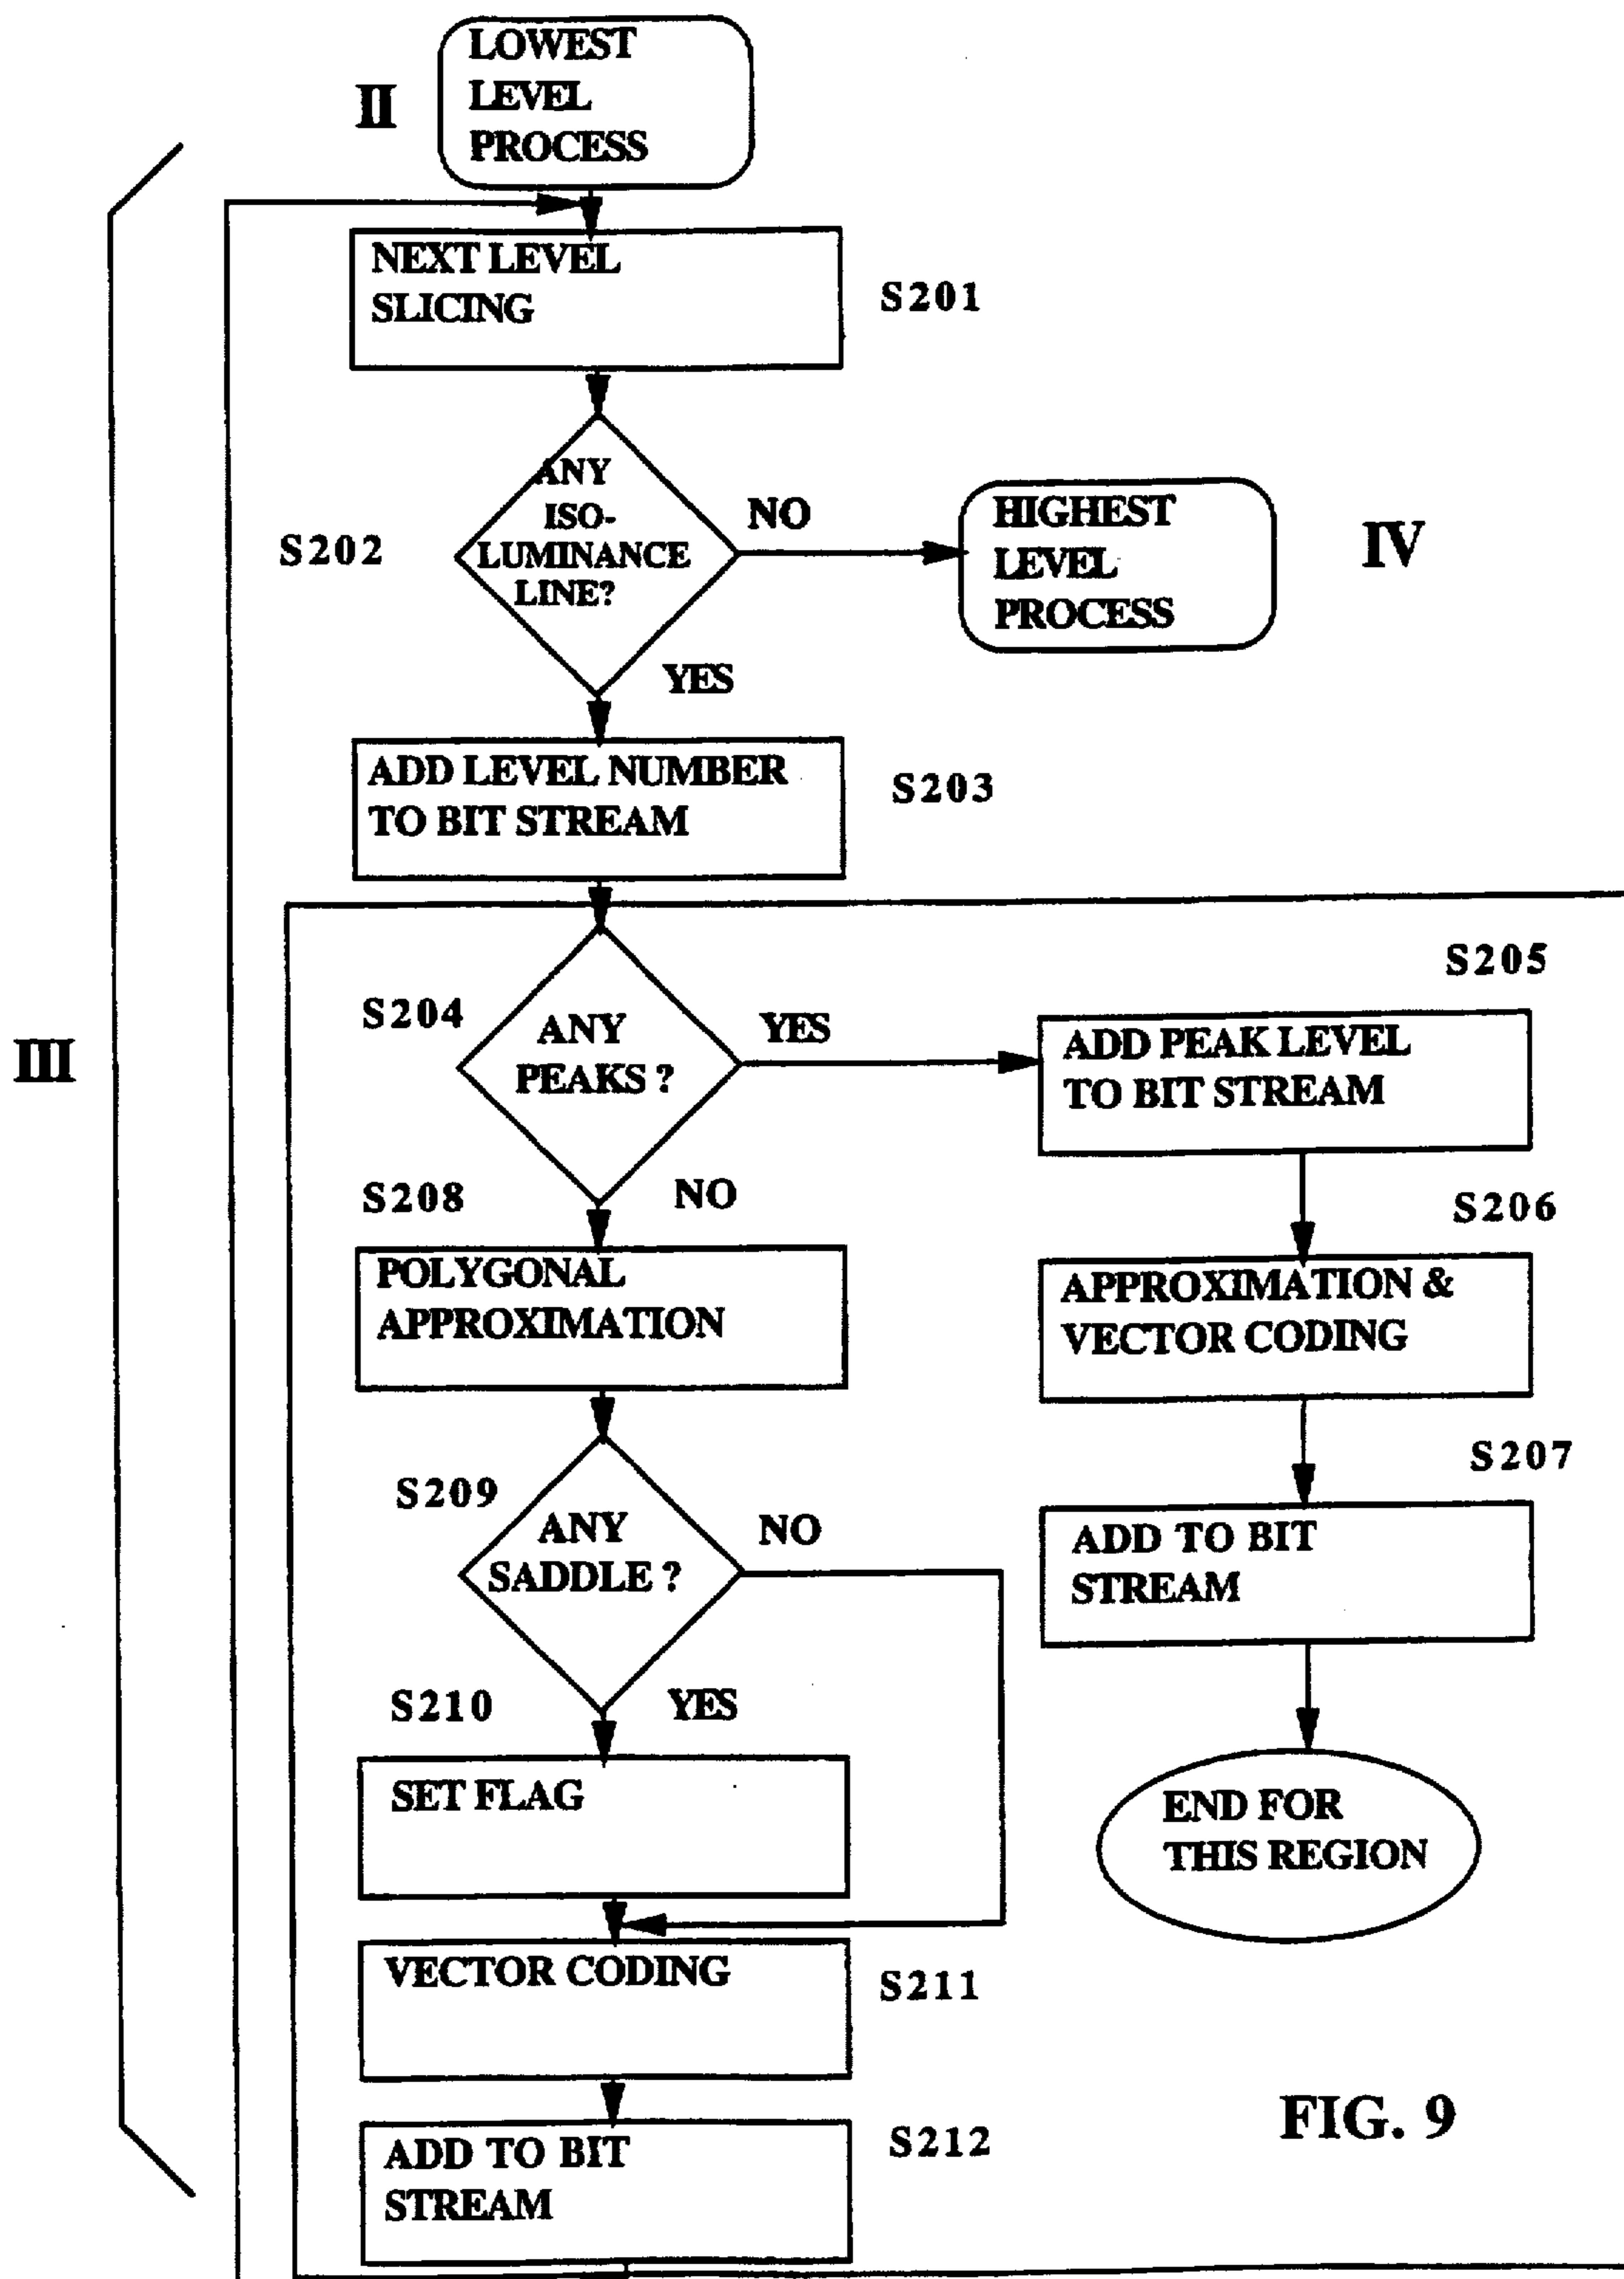 II
LOWEST
LEVEL
PROCESS
NEXT LEVEL
SLICING
S201
ANY
ISO-
LUMINANCE
LINE?
S202
NO
HIGHEST
LEVEL
PROCESS
IV
YES
ADD LEVEL NUMBER
TO BIT STREAM
S203
III
S204
ANY
PEAKS ?
YES
S205
ADD PEAK LEVEL
TO BIT STREAM
S208
NO
S206
POLYGONAL
APPROXIMATION
APPROXIMATION &
VECTOR CODING
S209
ANY
SADDLE ?
NO
S207
ADD TO BIT
STREAM
S210
YES
SET FLAG
END FOR
THIS REGION
VECTOR CODING
S211
ADD TO BIT
STREAM
S212
FIG. 9